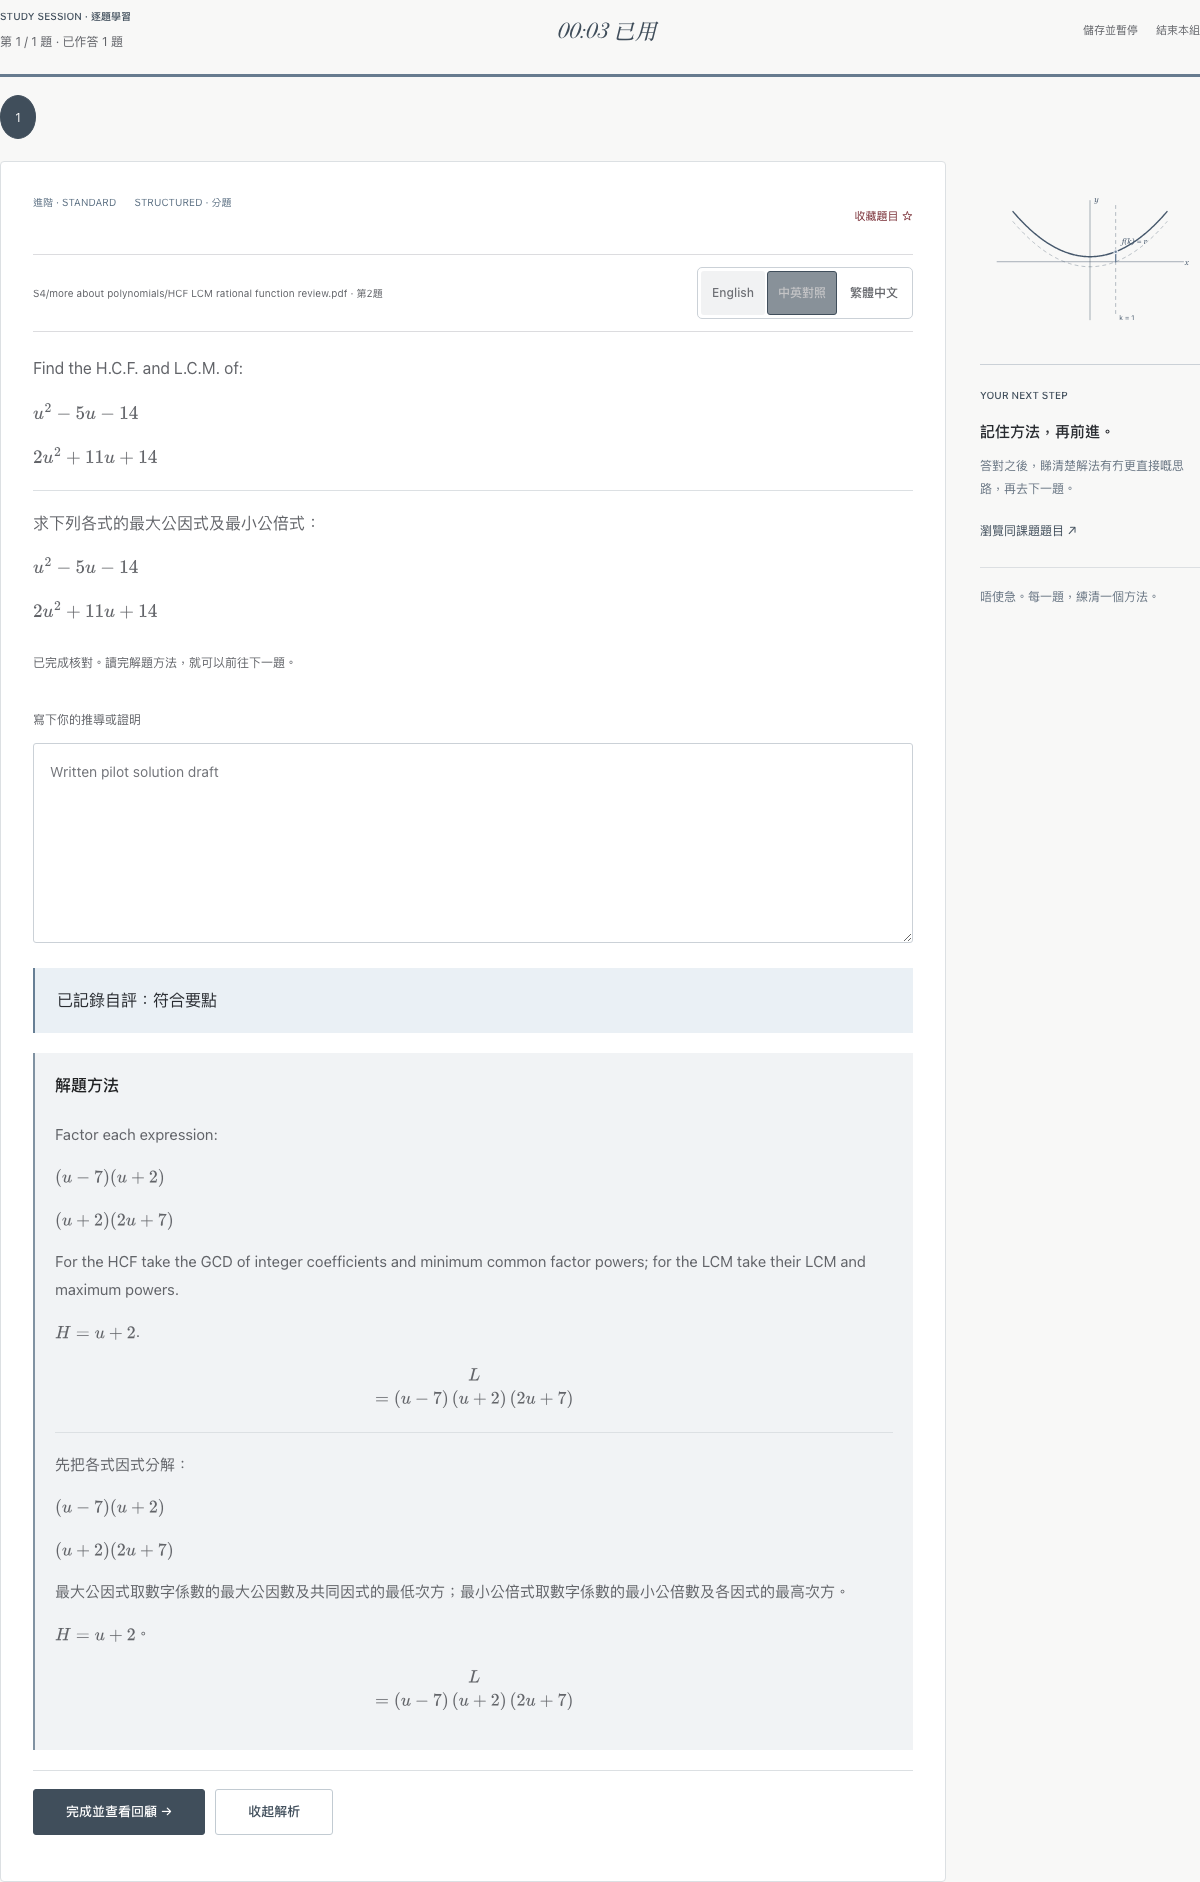 STUDY SESSION · 逐題學習
第 1 / 1 題 · 已作答 1 題
00:03 已用
儲存並暫停
結束本組
1
進階 · STANDARD
STRUCTURED · 分題
收藏題目 ☆
S4/more about polynomials/HCF LCM rational function review.pdf · 第2題
English
中英對照
繁體中文
Find the H.C.F. and L.C.M. of:
u² − 5u − 14
2u² + 11u + 14
求下列各式的最大公因式及最小公倍式：
u² − 5u − 14
2u² + 11u + 14
已完成核對。讀完解題方法，就可以前往下一題。
寫下你的推導或證明
Written pilot solution draft
已記錄自評：符合要點
解題方法
Factor each expression:
(u − 7)(u + 2)
(u + 2)(2u + 7)
For the HCF take the GCD of integer coefficients and minimum common factor powers; for the LCM take their LCM and
maximum powers.
H = u + 2.
L
= (u − 7) (u + 2) (2u + 7)
先把各式因式分解：
(u − 7)(u + 2)
(u + 2)(2u + 7)
最大公因式取數字係數的最大公因數及共同因式的最低次方；最小公倍式取數字係數的最小公倍數及各因式的最高次方。
H = u + 2。
L
= (u − 7) (u + 2) (2u + 7)
完成並查看回顧 →
收起解析
y
f(k) = r
x
k = 1
YOUR NEXT STEP
記住方法，再前進。
答對之後，睇清楚解法有冇更直接嘅思
路，再去下一題。
瀏覽同課題題目 ↗
唔使急。每一題，練清一個方法。